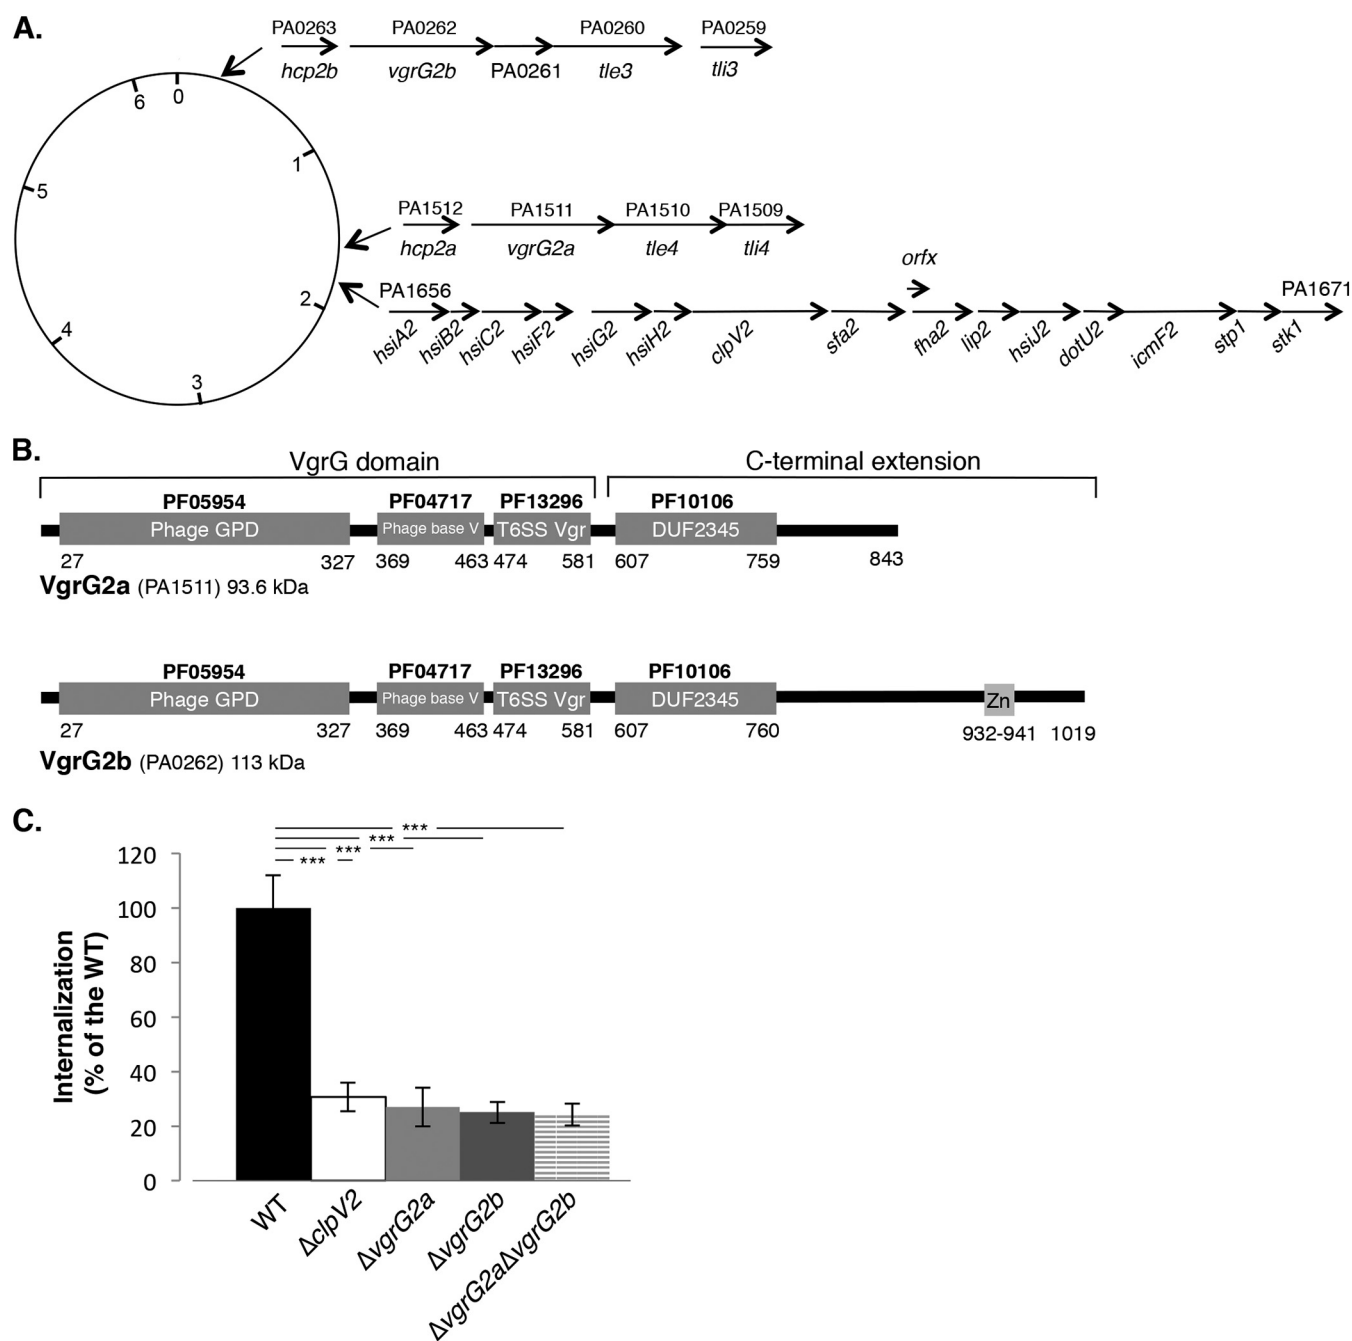 A.
PA0263 PA0262 PA0260 PA0259
hcp2b vgrG2b PA0261 tle3 tli3
6 0
1
5
PA1512 PA1511 PA1510 PA1509
hcp2a vgrG2a tle4 tli4
orfx
2 PA1656 PA1671
hsiA2 hsiB2 hsiC2 hsiF2 hsiG2 hsiH2 clpV2 sfa2 fha2 lip2 hsiJ2 dotU2 icmF2 stp1 stk1
4
3
B.
VgrG domain C-terminal extension
PF05954 PF04717 PF13296 PF10106
Phage GPD Phage base V T6SS Vgr DUF2345
27 327 369 463 474 581 607 759 843
VgrG2a (PA1511) 93.6 kDa
PF05954 PF04717 PF13296 PF10106
Phage GPD Phage base V T6SS Vgr DUF2345 Zn
27 327 369 463 474 581 607 760 932-941 1019
VgrG2b (PA0262) 113 kDa
C.
***
***
***
***
120
100
80
60
40
20
0
Internalization
(% of the WT)
WT ΔclpV2 ΔvgrG2a ΔvgrG2b ΔvgrG2aΔvgrG2b